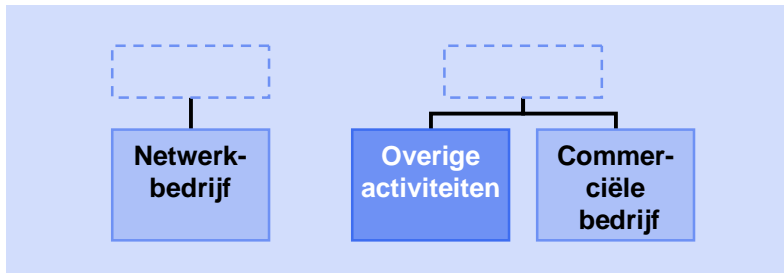 Netwerk-
bedrijf
Overige
activiteiten
Commer-
ciële
bedrijf